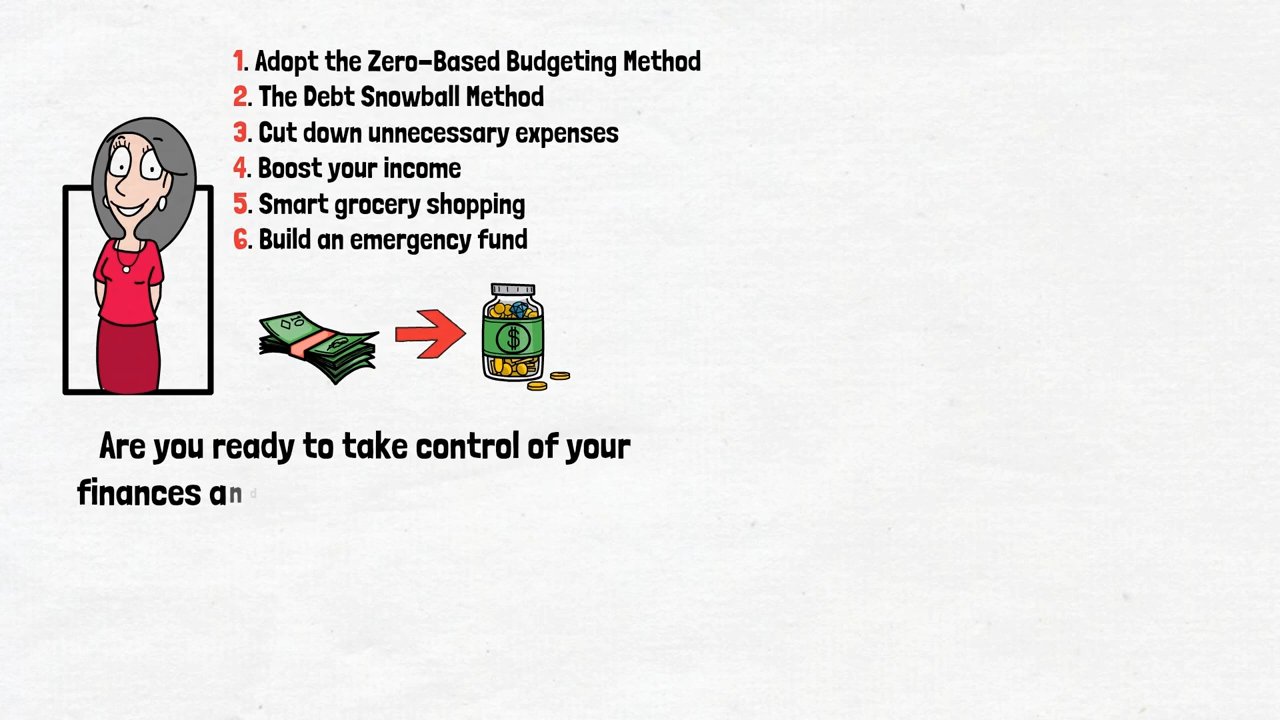 1. Adopt the Zero-Based Budgeting Method
2. The Debt Snowball Method
3. Cut down unnecessary expenses
4. Boost your income
5. Smart grocery shopping
6. Build an emergency fund
10
$
Are you ready to take control of your
finances and